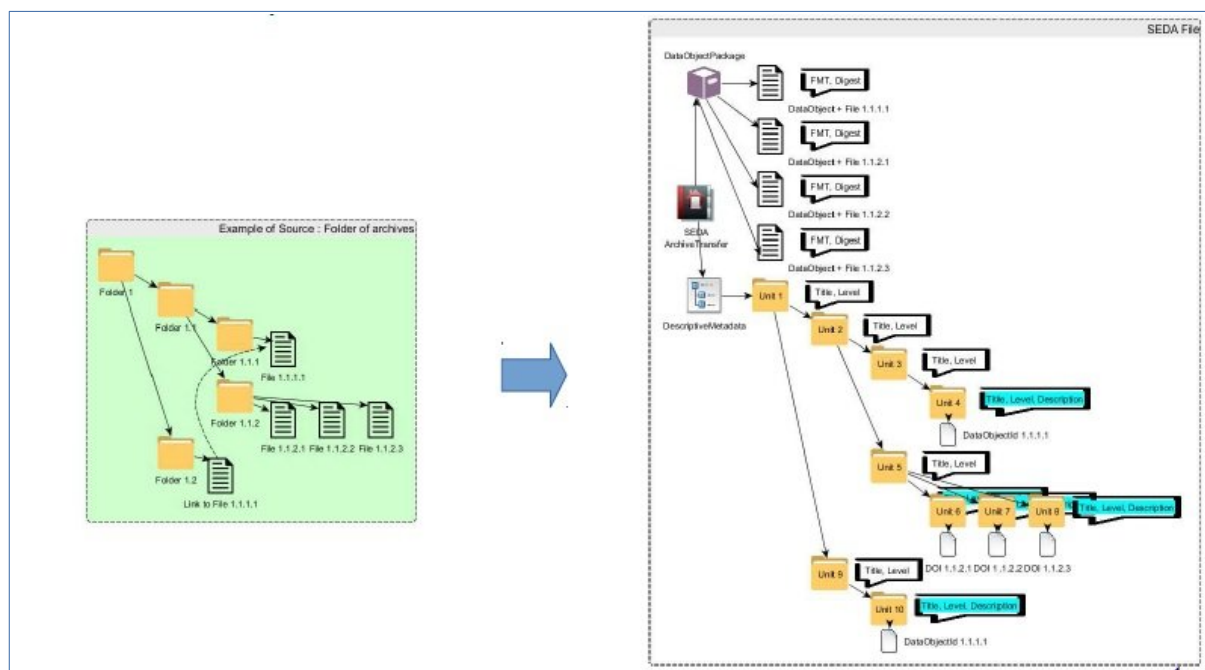 Example of Source : Folder of archives
Folder 1
Folder 1.1
Folder 1.1.1
File 1.1.1.1
Folder 1.1.2
File 1.1.2.1
File 1.1.2.2
File 1.1.2.3
Folder 1.2
Link to File 1.1.1.1
SEDA File
DataObjectPackage
FMT, Digest
DataObject + File 1.1.1.1
FMT, Digest
DataObject + File 1.1.2.1
FMT, Digest
DataObject + File 1.1.2.2
FMT, Digest
DataObject + File 1.1.2.3
SEDA
ArchiveTransfer
DescriptiveMetadata
Unit 1
Title, Level
Unit 2
Title, Level
Unit 3
Title, Level
Unit 4
Title, Level, Description
DataObjectId 1.1.1.1
Unit 5
Title, Level
Unit 6
Unit 7
Unit 8
Title, Level, Description
DOI 1.1.2.1
DOI 1.1.2.2
DOI 1.1.2.3
Unit 9
Title, Level
Unit 10
Title, Level, Description
DataObjectId 1.1.1.1